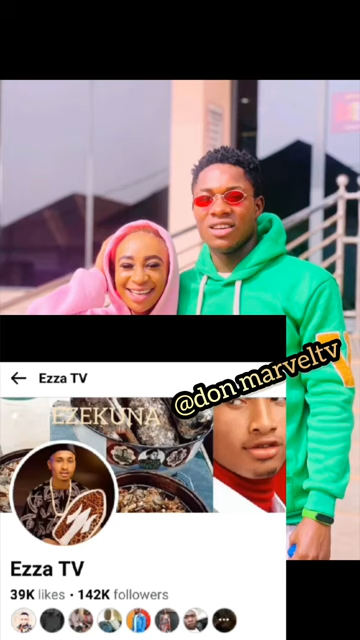 @don marveltv
← Ezza TV
EZEKUNA
Ezza TV
39K likes • 142K followers